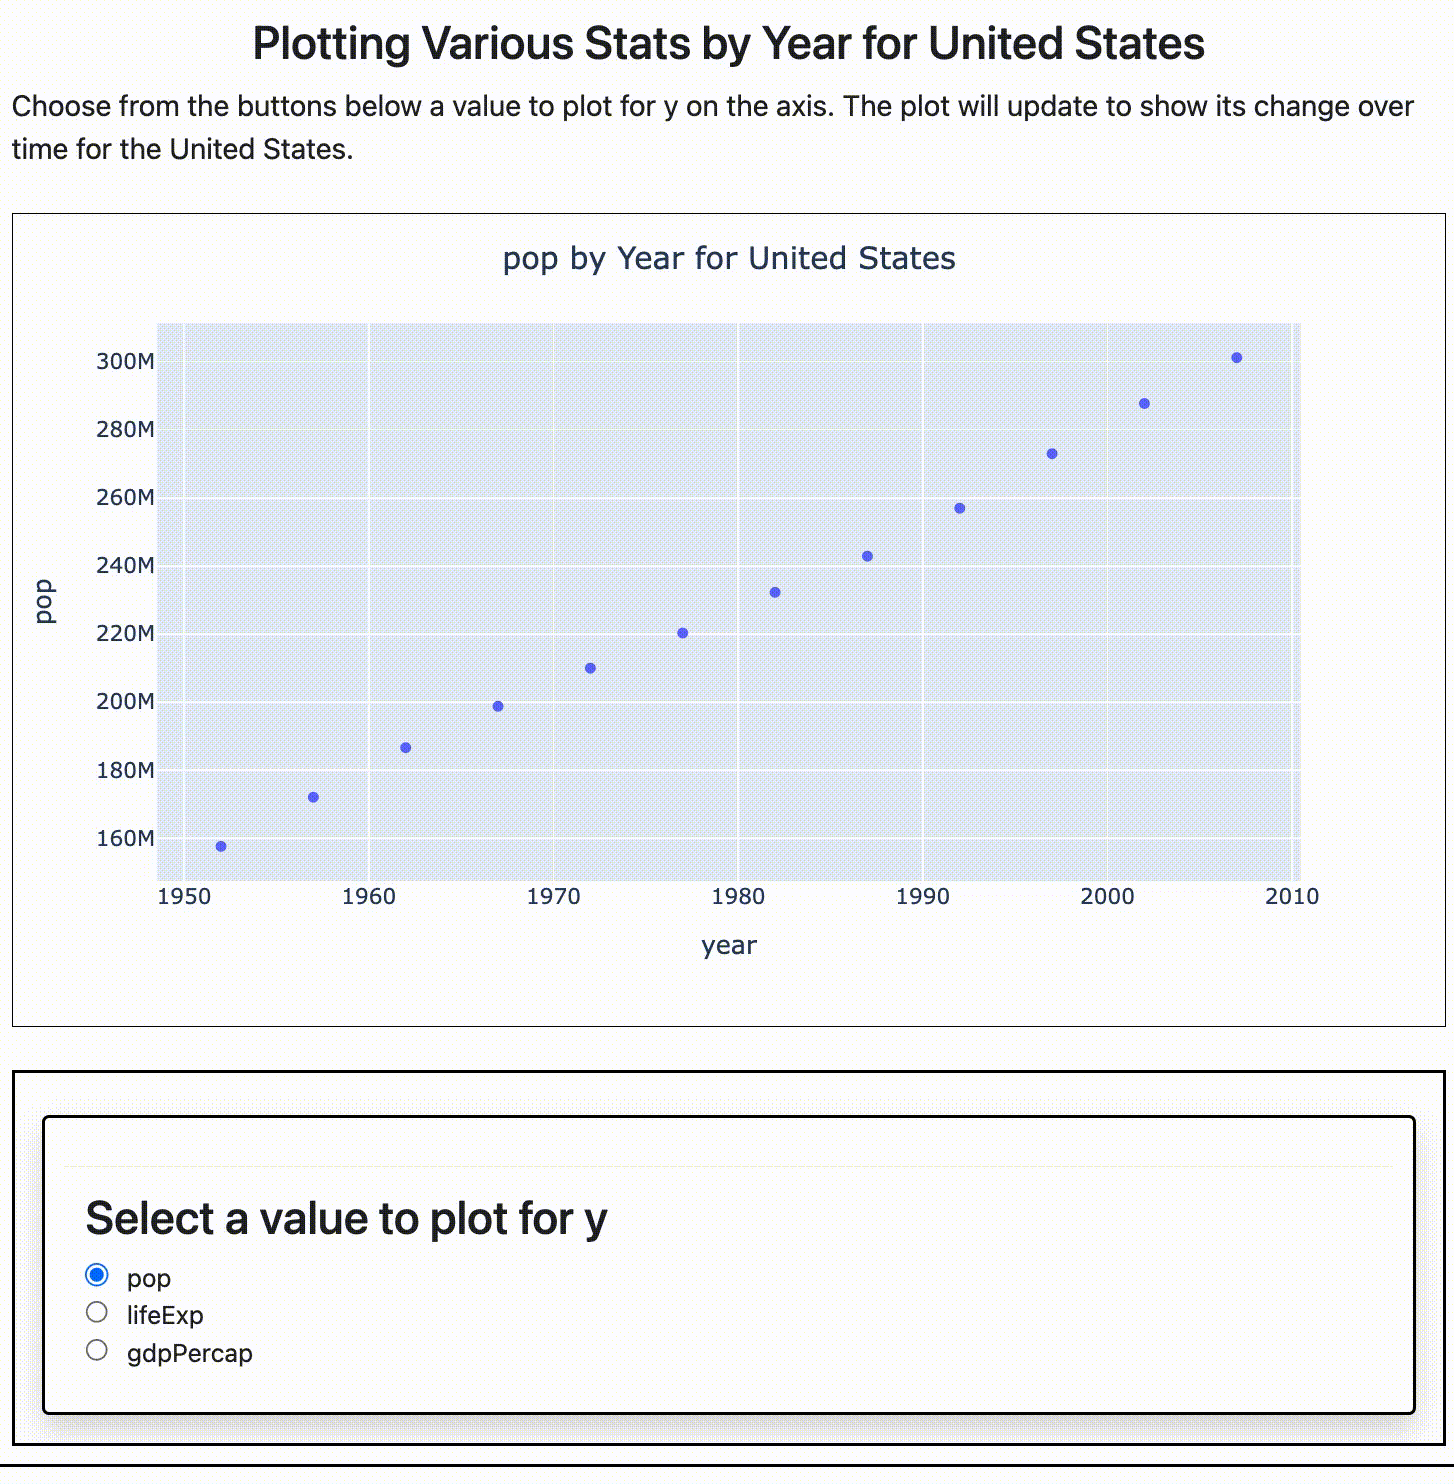 Plotting Various Stats by Year for United States
Choose from the buttons below a value to plot for y on the axis. The plot will update to show its change over
time for the United States.
pop by Year for United States
300M
280M
260M
240M
220M
200M
180M
160M
pop
1950 1960 1970 1980 1990 2000 2010
year
Select a value to plot for y
pop
lifeExp
gdpPercap